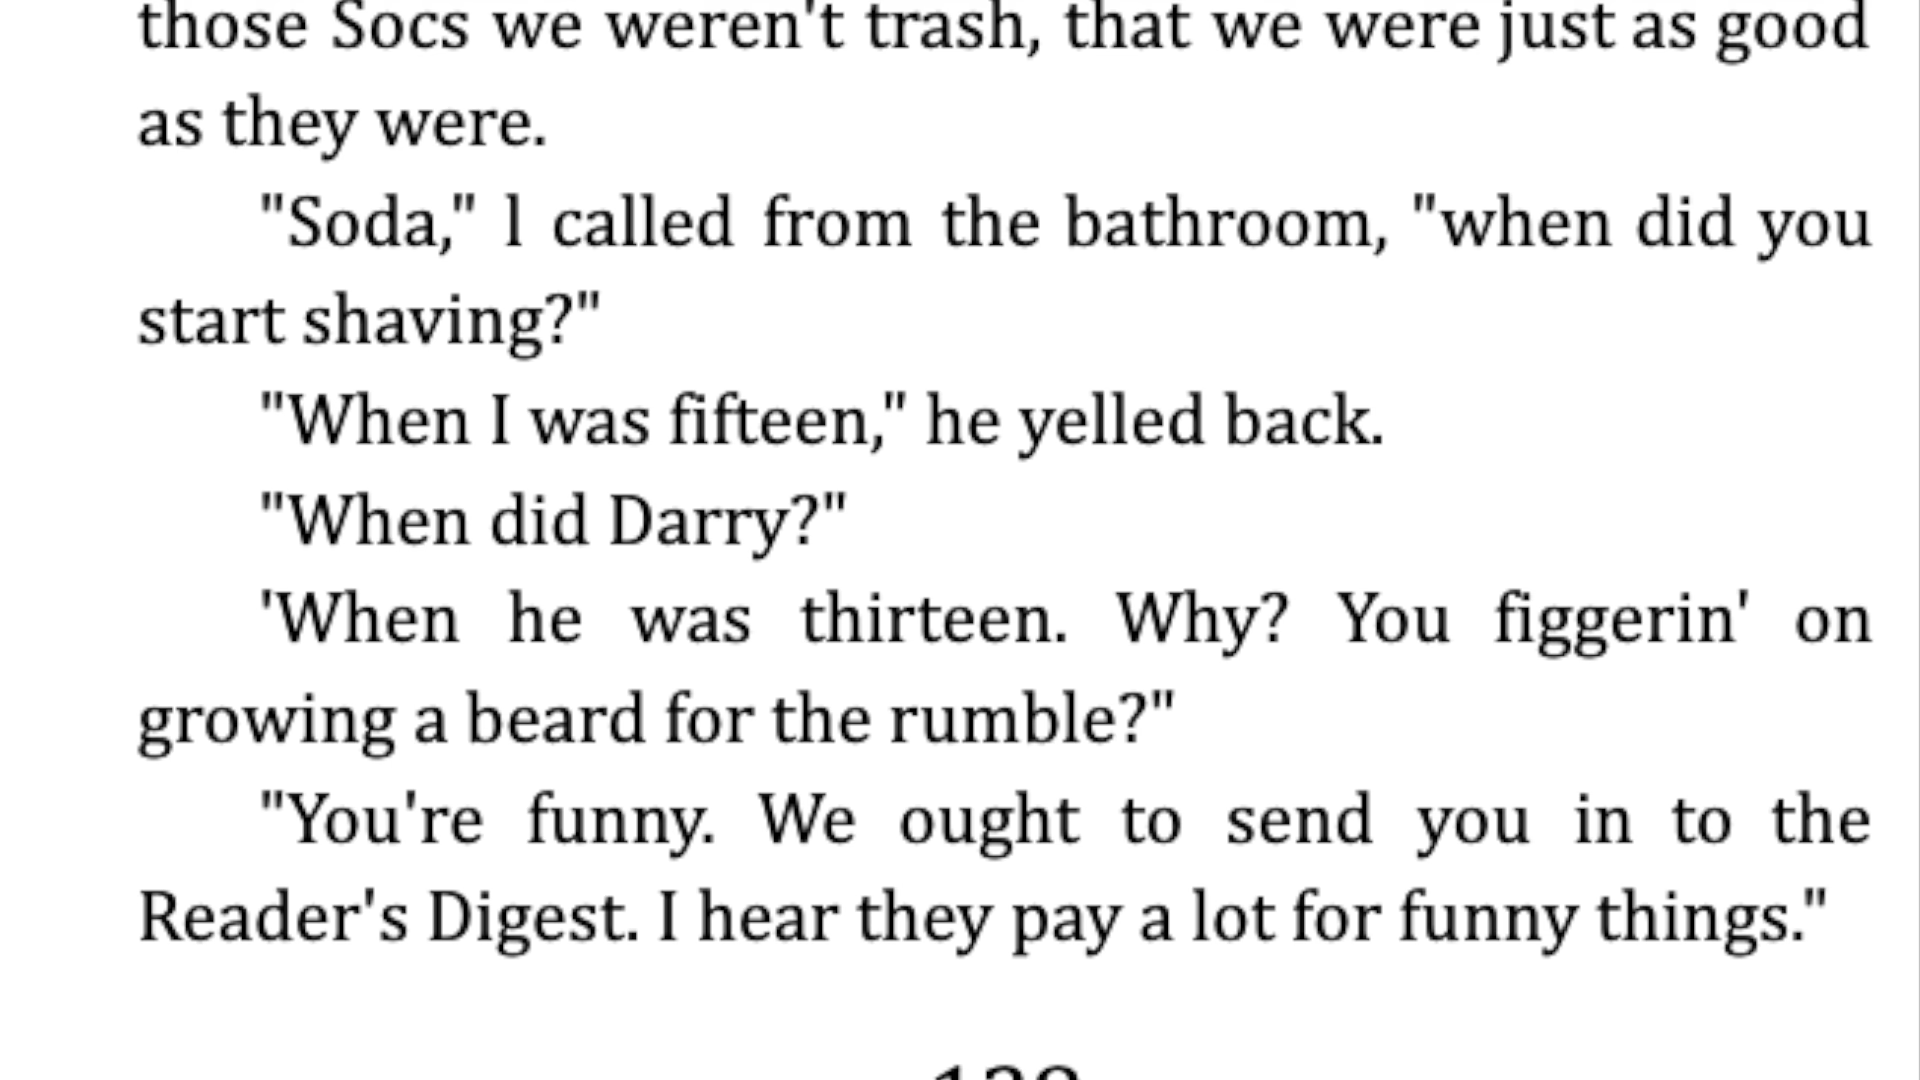 those Socs we weren't trash, that we were just as good
as they were.
"Soda," l called from the bathroom, "when did you
start shaving?"
"When I was fifteen," he yelled back.
"When did Darry?"
'When he was thirteen. Why? You figgerin' on
growing a beard for the rumble?"
"You're funny. We ought to send you in to the
Reader's Digest. I hear they pay a lot for funny things."